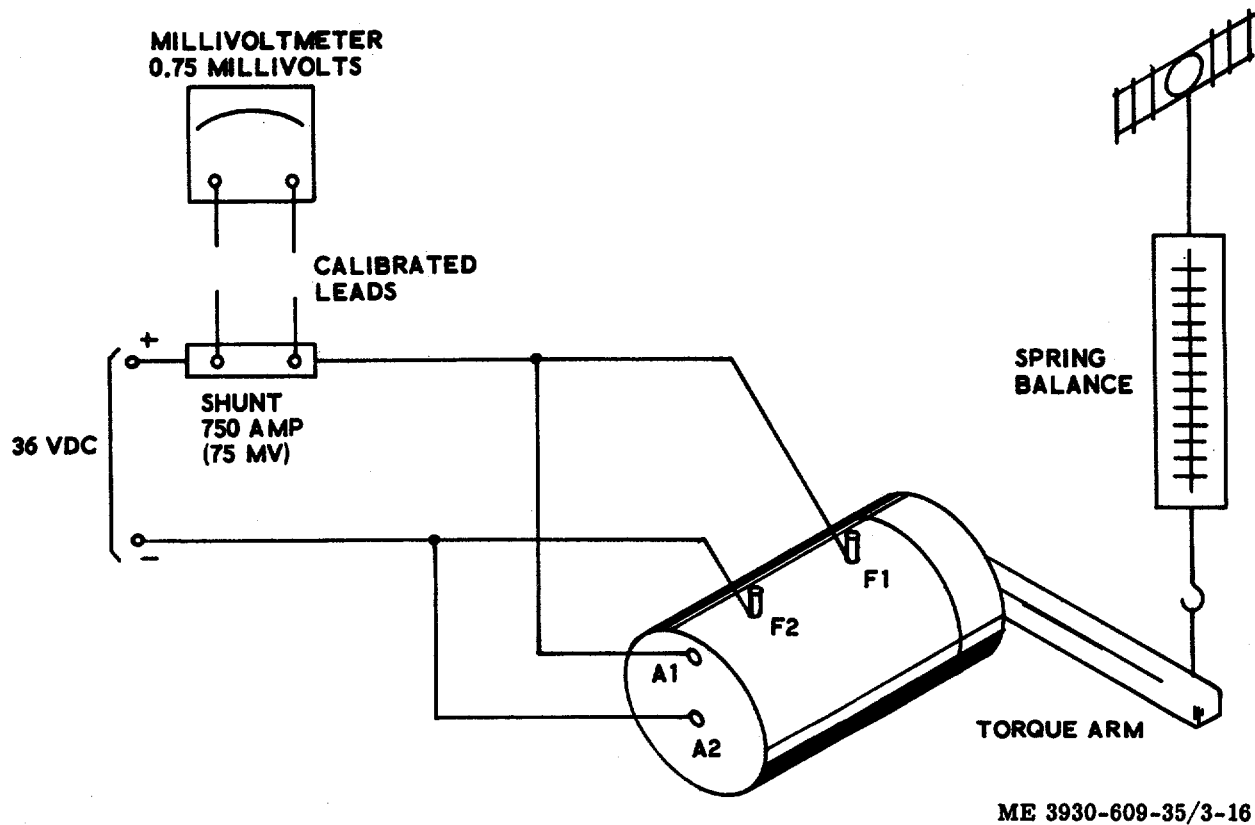 MILLIVOLTMETER
0.75 MILLIVOLTS
CALIBRATED
LEADS
+
SHUNT
750 AMP
(75 MV)
36 VDC
−
SPRING
BALANCE
F1
F2
A1
A2
TORQUE ARM
ME 3930-609-35/3-16